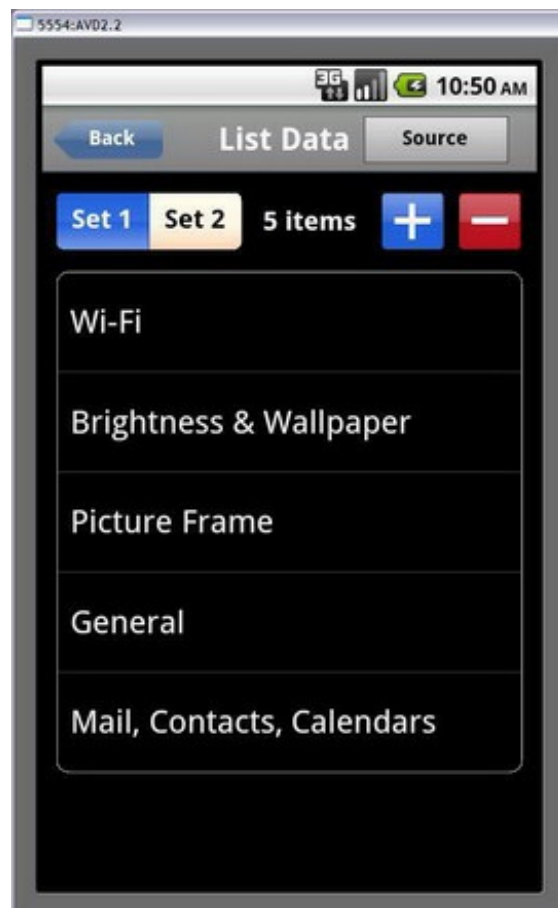 5554:AVD2.2
3G 10:50 AM
Back List Data Source
Set 1 Set 2 5 items + −
Wi-Fi
Brightness & Wallpaper
Picture Frame
General
Mail, Contacts, Calendars